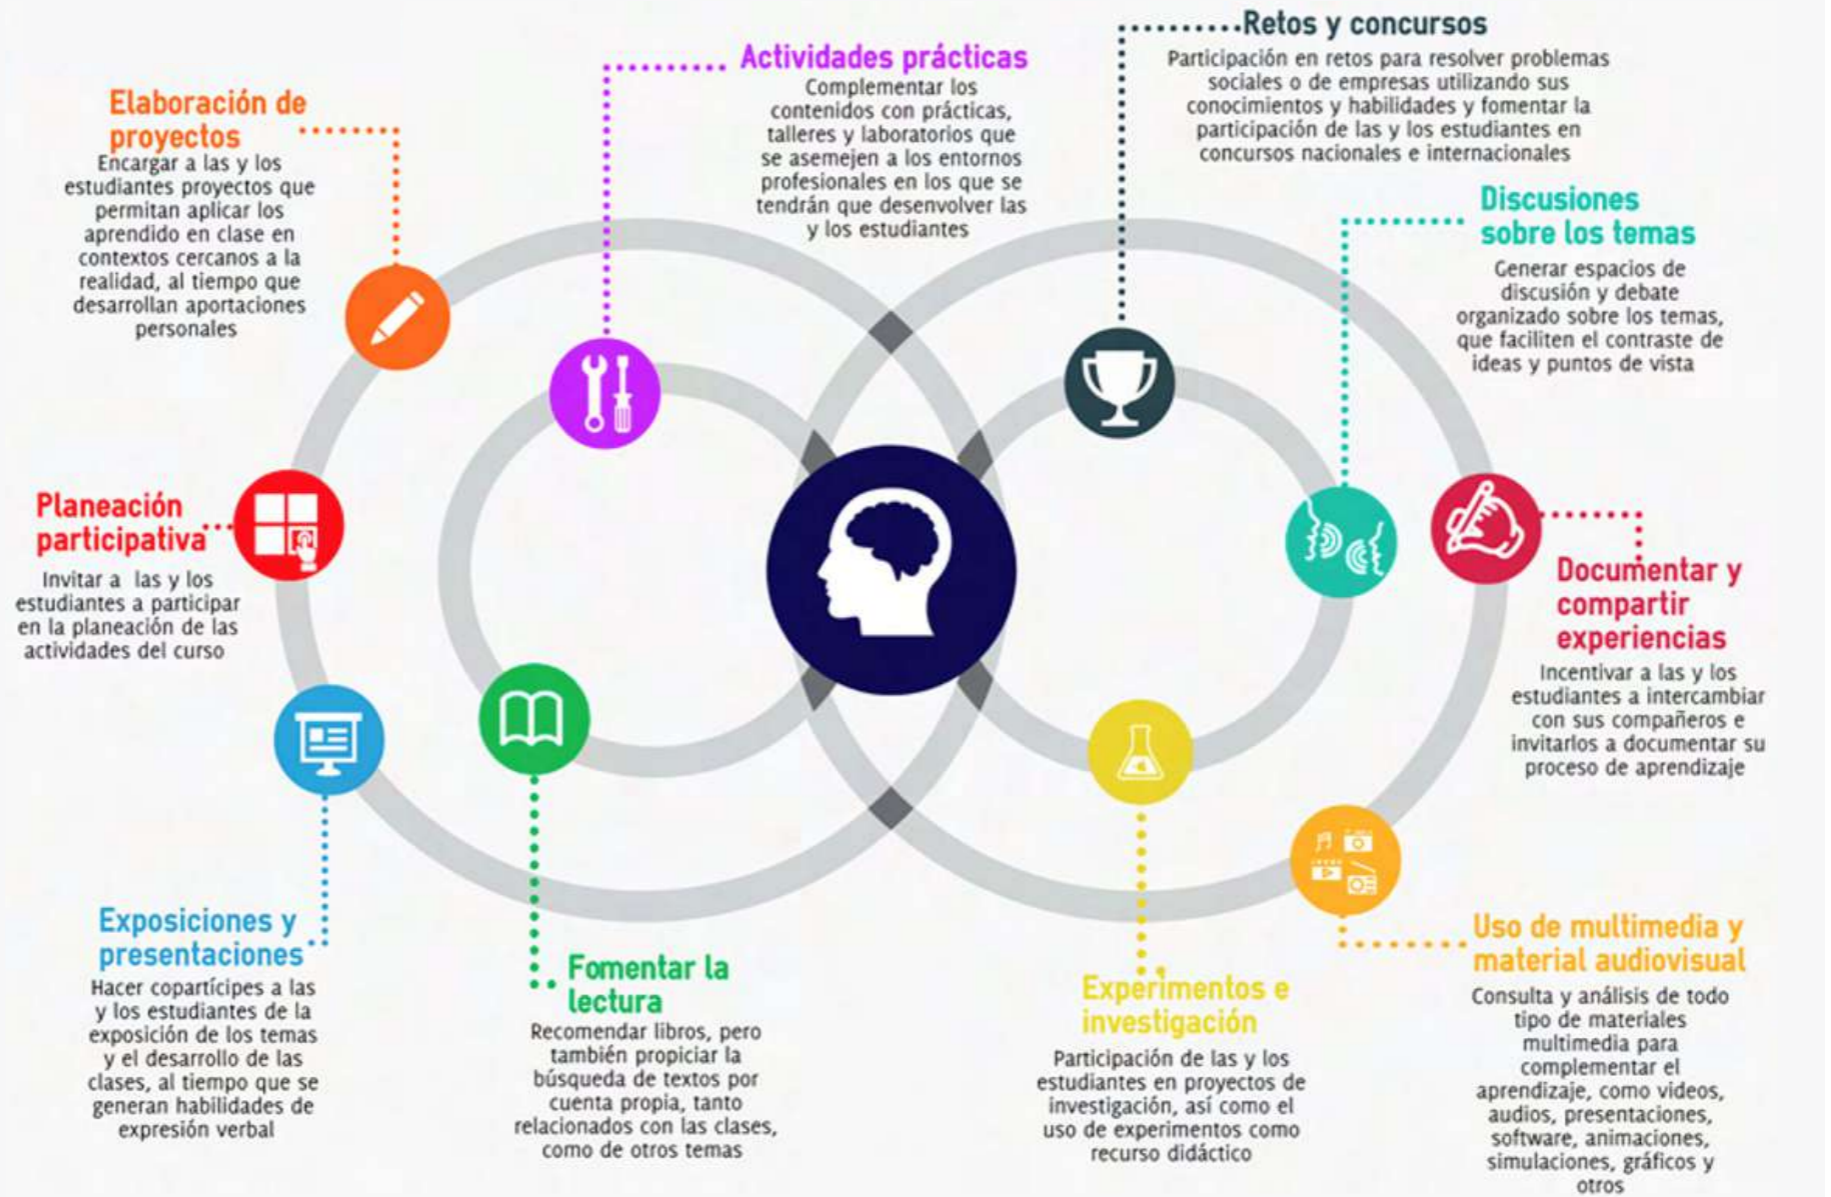 Elaboración de
proyectos
Encargar a las y los
estudiantes proyectos que
permitan aplicar los
aprendido en clase en
contextos cercanos a la
realidad, al tiempo que
desarrollan aportaciones
personales
Actividades prácticas
Complementar los
contenidos con prácticas,
talleres y laboratorios que
se asemejen a los entornos
profesionales en los que se
tendrán que desenvolver las
y los estudiantes
Retos y concursos
Participación en retos para resolver problemas
sociales o de empresas utilizando sus
conocimientos y habilidades y fomentar la
participación de las y los estudiantes en
concursos nacionales e internacionales
Discusiones
sobre los temas
Generar espacios de
discusión y debate
organizado sobre los temas,
que faciliten el contraste de
ideas y puntos de vista
Planeación
participativa
Invitar a las y los
estudiantes a participar
en la planeación de las
actividades del curso
Documentar y
compartir
experiencias
Incentivar a las y los
estudiantes a intercambiar
con sus compañeros e
invitarlos a documentar su
proceso de aprendizaje
Exposiciones y
presentaciones
Hacer copartícipes a las
y los estudiantes de la
exposición de los temas
y el desarrollo de las
clases, al tiempo que se
generan habilidades de
expresión verbal
Fomentar la
lectura
Recomendar libros, pero
también propiciar la
búsqueda de textos por
cuenta propia, tanto
relacionados con las clases,
como de otros temas
Experimentos e
investigación
Participación de las y los
estudiantes en proyectos de
investigación, así como el
uso de experimentos como
recurso didáctico
Uso de multimedia y
material audiovisual
Consulta y análisis de todo
tipo de materiales
multimedia para
complementar el
aprendizaje, como videos,
audios, presentaciones,
software, animaciones,
simulaciones, gráficos y
otros